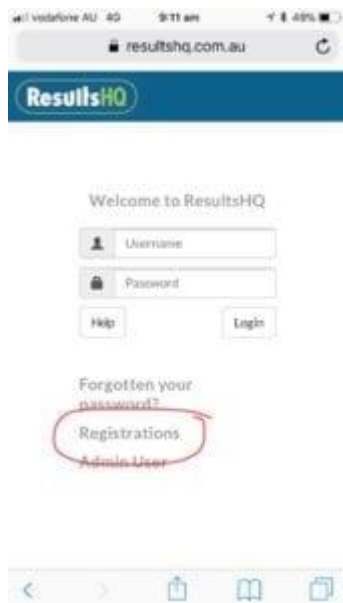 vodafone AU 4G 9:11 am 49%
resultshq.com.au
ResultsHQ
Welcome to ResultsHQ
Username
Password
Help Login
Forgotten your
password?
Registrations
Admin User